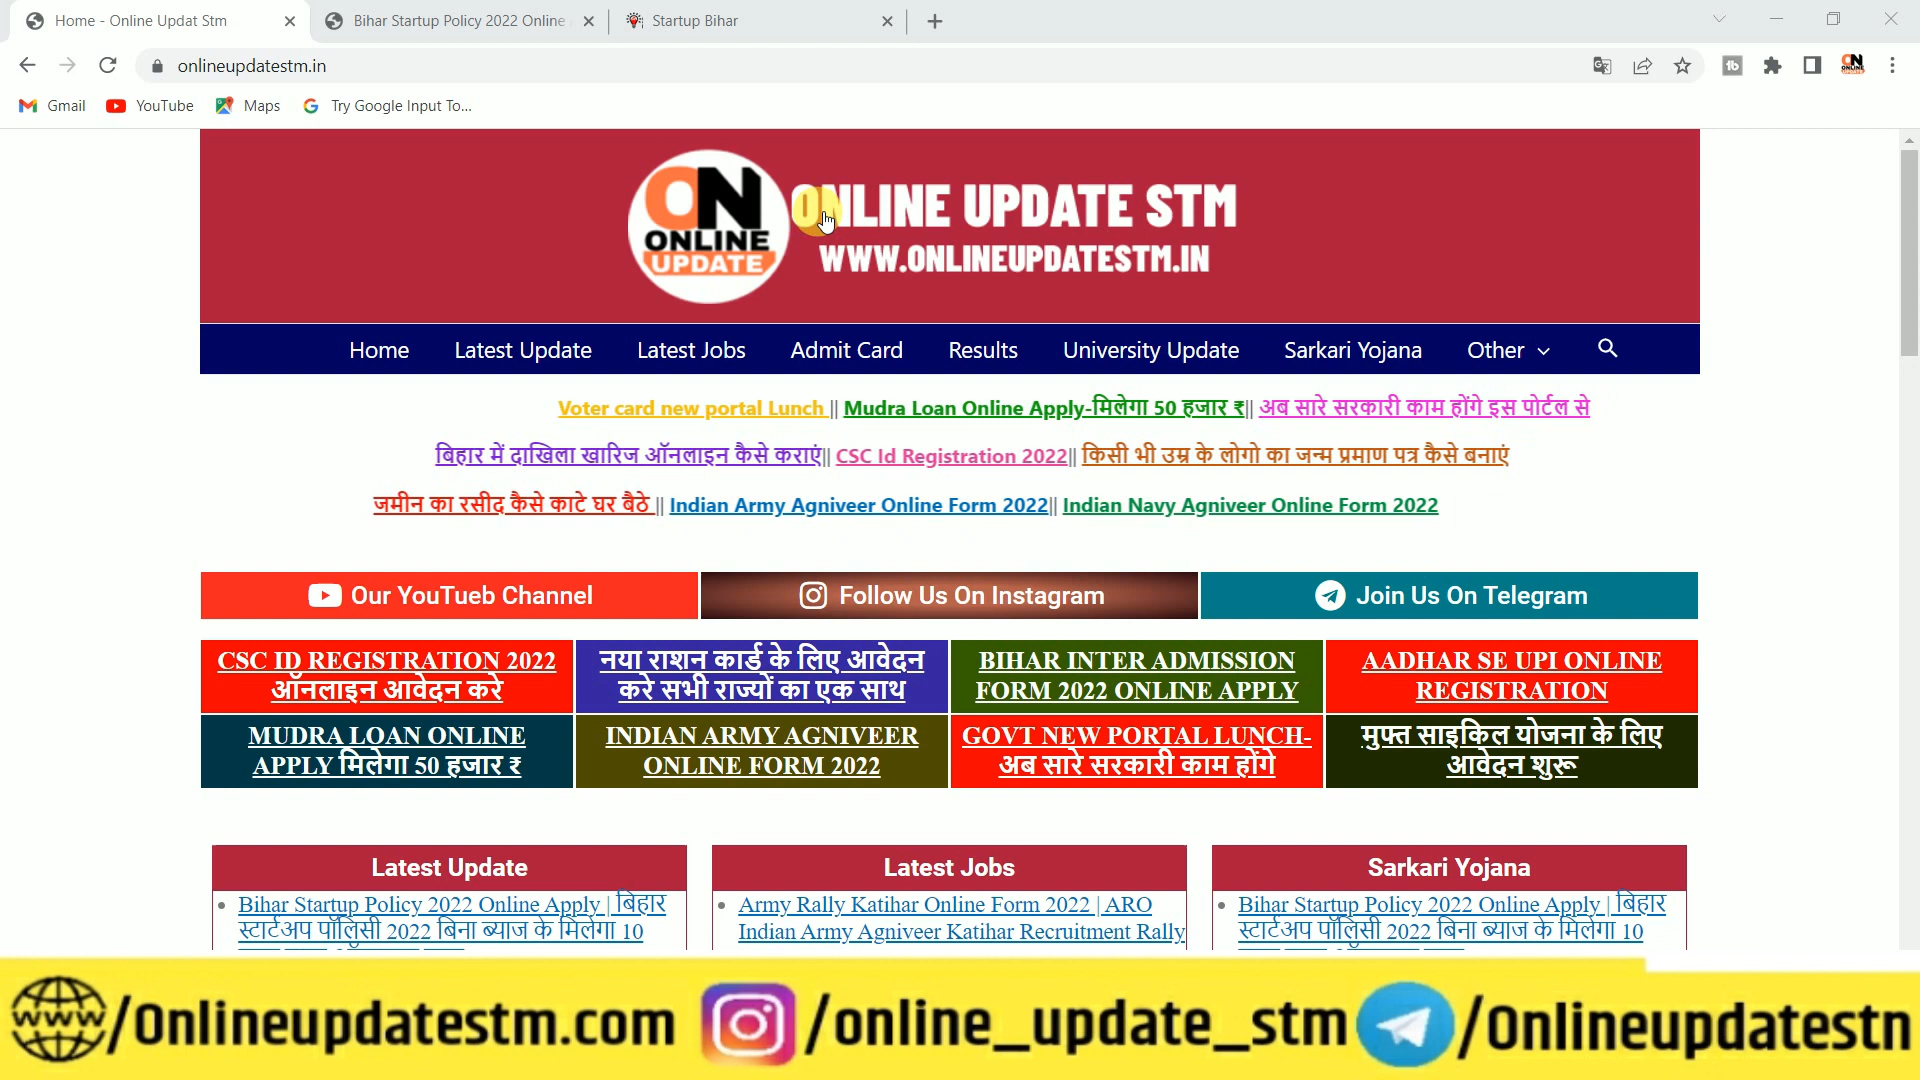 Home - Online Updat Stm
Bihar Startup Policy 2022 Online
Startup Bihar
onlineupdatestm.in
Gmail YouTube Maps Try Google Input To...
ON
ONLINE
UPDATE
ONLINE UPDATE STM
WWW.ONLINEUPDATESTM.IN
Home Latest Update Latest Jobs Admit Card Results University Update Sarkari Yojana Other
Voter card new portal Lunch || Mudra Loan Online Apply-मिलेगा 50 हजार ₹|| अब सारे सरकारी काम होंगे इस पोर्टल से
बिहार में दाखिला खारिज ऑनलाइन कैसे कराएं|| CSC Id Registration 2022|| किसी भी उम्र के लोगो का जन्म प्रमाण पत्र कैसे बनाएं
जमीन का रसीद कैसे काटे घर बैठे || Indian Army Agniveer Online Form 2022|| Indian Navy Agniveer Online Form 2022
Our YouTueb Channel
Follow Us On Instagram
Join Us On Telegram
CSC ID REGISTRATION 2022
ऑनलाइन आवेदन करे
नया राशन कार्ड के लिए आवेदन
करे सभी राज्यों का एक साथ
BIHAR INTER ADMISSION
FORM 2022 ONLINE APPLY
AADHAR SE UPI ONLINE
REGISTRATION
MUDRA LOAN ONLINE
APPLY मिलेगा 50 हजार ₹
INDIAN ARMY AGNIVEER
ONLINE FORM 2022
GOVT NEW PORTAL LUNCH-
अब सारे सरकारी काम होंगे
मुफ्त साइकिल योजना के लिए
आवेदन शुरू
Latest Update
Bihar Startup Policy 2022 Online Apply | बिहार
स्टार्टअप पॉलिसी 2022 बिना ब्याज के मिलेगा 10
Latest Jobs
Army Rally Katihar Online Form 2022 | ARO
Indian Army Agniveer Katihar Recruitment Rally
Sarkari Yojana
Bihar Startup Policy 2022 Online Apply | बिहार
स्टार्टअप पॉलिसी 2022 बिना ब्याज के मिलेगा 10
www /Onlineupdatestm.com /online_update_stm /Onlineupdatestn